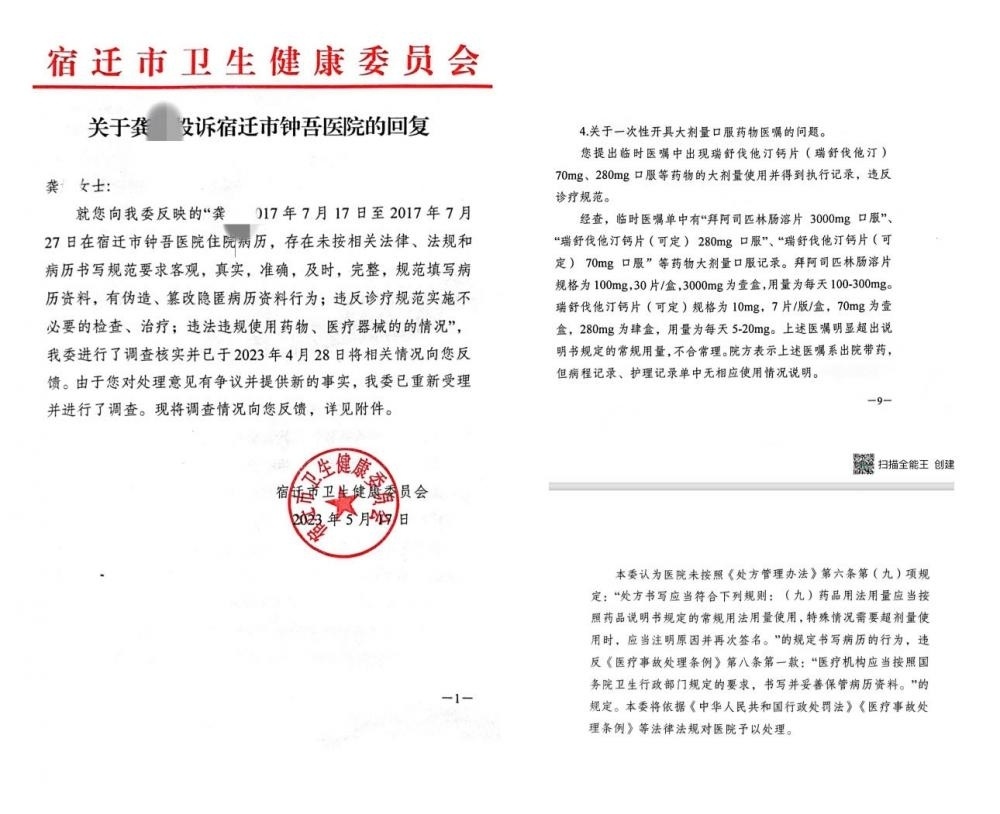 宿迁市卫生健康委员会
关于龚 投诉宿迁市钟吾医院的回复
龚 女士：
就您向我委反映的“龚 017年7月17日至2017年7月
27日在宿迁市钟吾医院住院病历，存在未按相关法律、法规和
病历书写规范要求客观，真实，准确，及时，完整，规范填写病
历资料，有伪造、篡改隐匿病历资料行为；违反诊疗规范实施不
必要的检查、治疗；违法违规使用药物、医疗器械的的情况”，
我委进行了调查核实并已于2023年4月28日将相关情况向您反
馈。由于您对处理意见有争议并提供新的事实，我委已重新受理
并进行了调查。现将调查情况向您反馈，详见附件。
宿迁市卫生健康委员会
宿迁市卫生健康委员会
2023年5月17日
—1—
4.关于一次性开具大剂量口服药物医嘱的问题。
您提出临时医嘱中出现瑞舒伐他汀钙片（瑞舒伐他汀）
70mg、280mg口服等药物的大剂量使用并得到执行记录，违反
诊疗规范。
经查，临时医嘱单中有“拜阿司匹林肠溶片 3000mg 口服”、
“瑞舒伐他汀钙片（可定） 280mg 口服”、“瑞舒伐他汀钙片（可
定） 70mg 口服” 等药物大剂量口服记录。拜阿司匹林肠溶片
规格为100mg,30片/盒,3000mg为壹盒,用量为每天100-300mg。
瑞舒伐他汀钙片（可定）规格为10mg，7片/版/盒，70mg为壹
盒，280mg为肆盒，用量为每天5-20mg。上述医嘱明显超出说
明书规定的常规用量,不合常理。院方表示上述医嘱系出院带药，
但病程记录、护理记录单中无相应使用情况说明。
—9—
扫描全能王 创建
本委认为医院未按照《处方管理办法》第六条第（九）项规
定：“处方书写应当符合下列规则：（九）药品用法用量应当按
照药品说明书规定的常规用法用量使用，特殊情况需要超剂量使
用时，应当注明原因并再次签名。”的规定书写病历的行为，违
反《医疗事故处理条例》第八条第一款：“医疗机构应当按照国
务院卫生行政部门规定的要求，书写并妥善保管病历资料。”的
规定。本委将依据《中华人民共和国行政处罚法》《医疗事故处
理条例》等法律法规对医院予以处理。